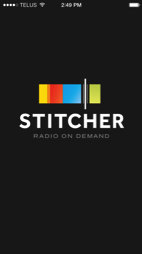 TELUS 2:49 PM
STITCHER
RADIO ON DEMAND